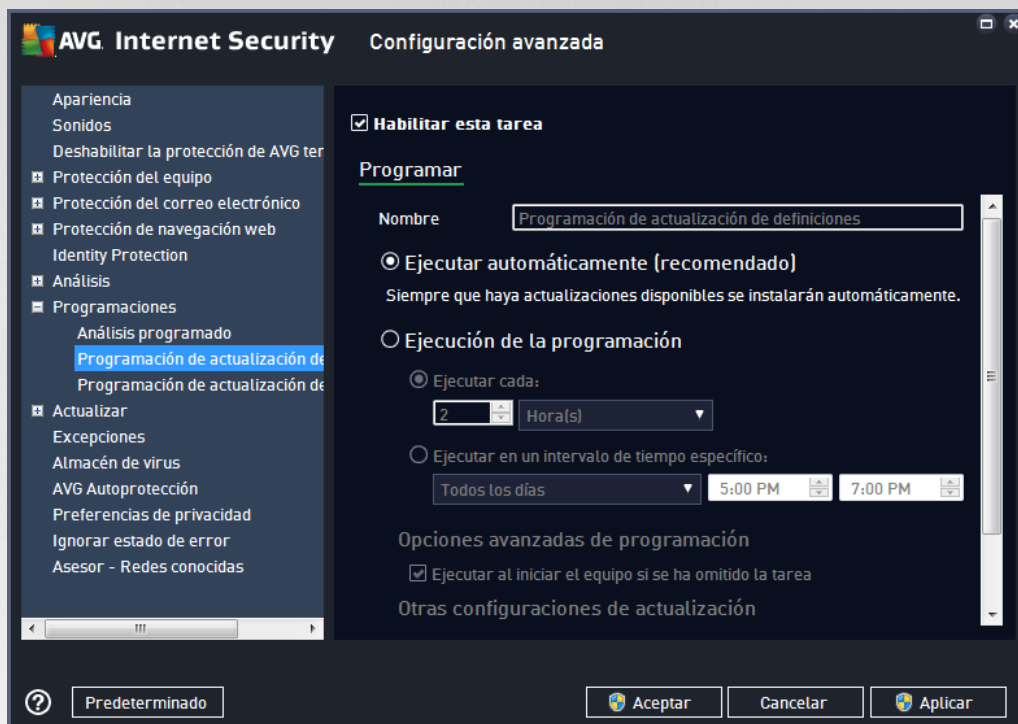 AVG. Internet Security Configuración avanzada
Apariencia
Sonidos
Deshabilitar la protección de AVG ter
Protección del equipo
Protección del correo electrónico
Protección de navegación web
Identity Protection
Análisis
Programaciones
Análisis programado
Programación de actualización de
Programación de actualización de
Actualizar
Excepciones
Almacén de virus
AVG Autoprotección
Preferencias de privacidad
Ignorar estado de error
Asesor - Redes conocidas
Habilitar esta tarea
Programar
Nombre Programación de actualización de definiciones
Ejecutar automáticamente (recomendado)
Siempre que haya actualizaciones disponibles se instalarán automáticamente.
Ejecución de la programación
Ejecutar cada:
2 Hora(s)
Ejecutar en un intervalo de tiempo específico:
Todos los días 5:00 PM 7:00 PM
Opciones avanzadas de programación
Ejecutar al iniciar el equipo si se ha omitido la tarea
Otras configuraciones de actualización
? Predeterminado Aceptar Cancelar Aplicar